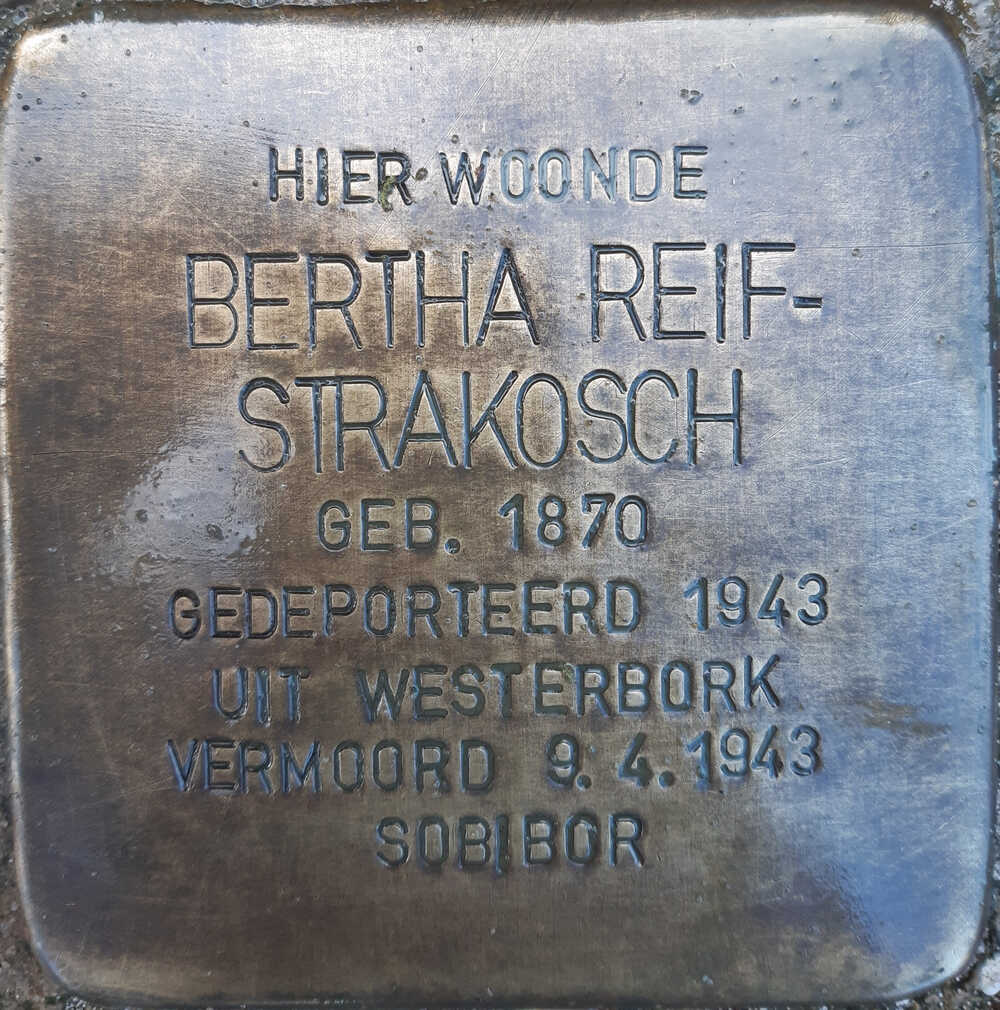 HIER WOONDE
BERTHA REIF-
STRAKOSCH
GEB. 1870
GEDEPORTEERD 1943
UIT WESTERBORK
VERMOORD 9.4.1943
SOBIBOR